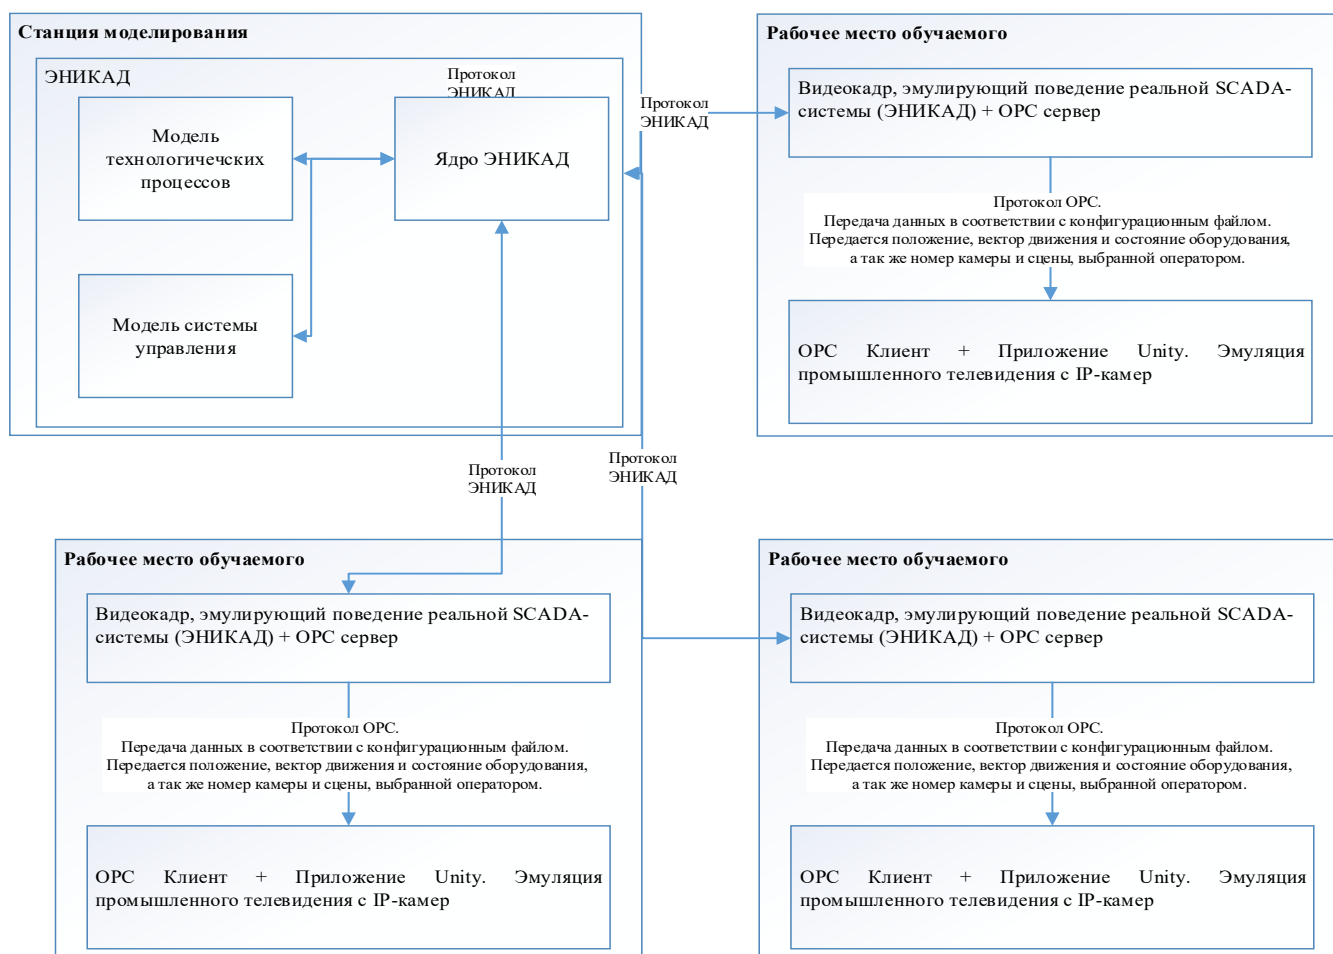 Станция моделирования
ЭНИКАД
Протокол
ЭНИКАД
Модель
технологичечских
процессов
Ядро ЭНИКАД
Модель системы
управления
Протокол
ЭНИКАД
Рабочее место обучаемого
Видеокадр, эмулирующий поведение реальной SCADA-
системы (ЭНИКАД) + OPC сервер
Протокол OPC.
Передача данных в соответствии с конфигурационным файлом.
Передается положение, вектор движения и состояние оборудования,
а так же номер камеры и сцены, выбранной оператором.
OPC Клиент + Приложение Unity. Эмуляция
промышленного телевидения с IP-камер
Протокол
ЭНИКАД
Протокол
ЭНИКАД
Рабочее место обучаемого
Видеокадр, эмулирующий поведение реальной SCADA-
системы (ЭНИКАД) + OPC сервер
Протокол OPC.
Передача данных в соответствии с конфигурационным файлом.
Передается положение, вектор движения и состояние оборудования,
а так же номер камеры и сцены, выбранной оператором.
OPC Клиент + Приложение Unity. Эмуляция
промышленного телевидения с IP-камер
Рабочее место обучаемого
Видеокадр, эмулирующий поведение реальной SCADA-
системы (ЭНИКАД) + OPC сервер
Протокол OPC.
Передача данных в соответствии с конфигурационным файлом.
Передается положение, вектор движения и состояние оборудования,
а так же номер камеры и сцены, выбранной оператором.
OPC Клиент + Приложение Unity. Эмуляция
промышленного телевидения с IP-камер